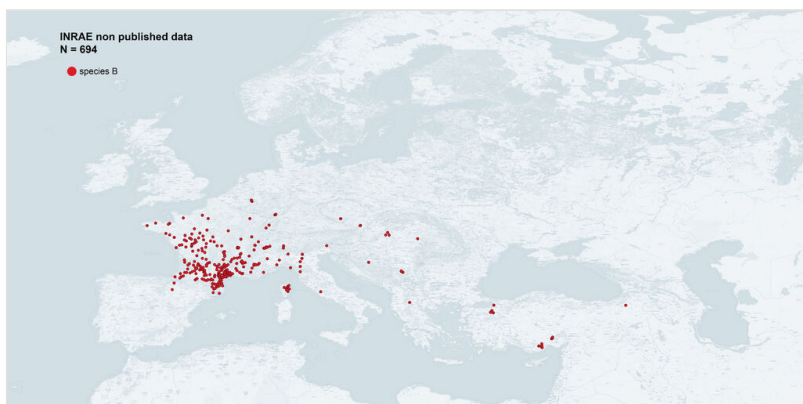 INRAE non published data
N = 694
species B